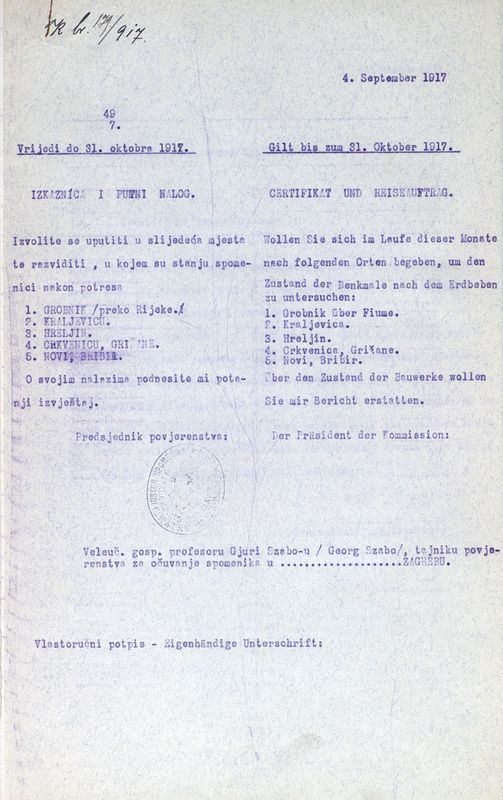 K br. 179/917.
4. September 1917
49
7.
Vrijedi do 31. oktobra 1917.
IZKAZNICA I PUTNI NALOG.
Izvolite se uputiti u slijedeća mjesta
te razviditi , u kojem su stanju spome-
nici nakon potresa
1. GROBNIK /preko Rijeke./
2. KRALJEVICU.
3. HRELJIN.
4. CRKVENICU, GRIŽANE.
5. NOVI, BRIBIR.
O svojim nalazima podnesite mi pota-
nji izvještaj.
Predsjednik povjerenstva:
Gilt bis zum 31. Oktober 1917.
CERTIFIKAT UND REISEAUFTRAG.
Wollen Sie sich im Laufe dieser Monate
nach folgenden Orten begeben, um den
Zustand der Denkmale nach dem Erdbeben
zu untersuchen:
1. Grobnik über Fiume.
2. Kraljevica.
3. Hreljin.
4. Crkvenica, Grižane.
5. Novi, Bribir.
Über den Zustand der Bauwerke wollen
Sie mir Bericht erstatten.
Der Präsident der Kommission:
Veleuč. gosp. profesoru Gjuri Szabo-u / Georg Szabo/, tajniku povje-
renstva za očuvanje spomenika u ....................ZAGREBU.
Vlastoručni potpis - Eigenhändige Unterschrift: